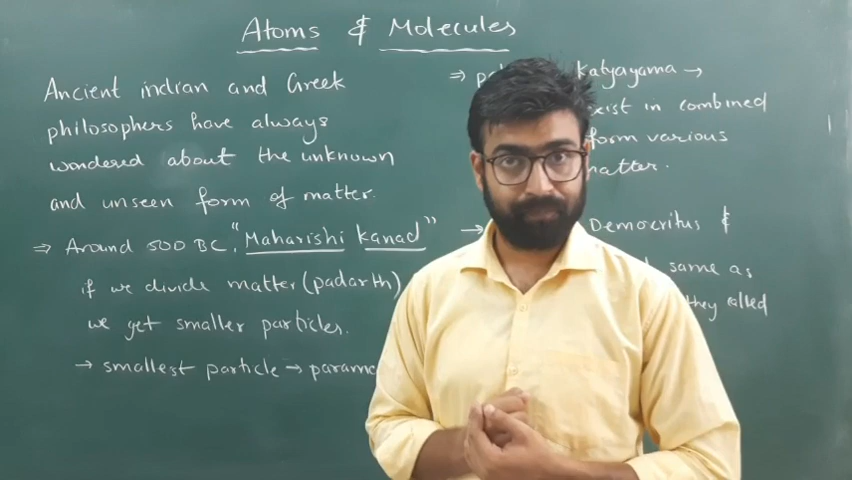 Atoms & Molecules
Ancient indian and Greek
philosophers have always
wondered about the unknown
and unseen form of matter.
⇒ Around 500 BC, "Maharishi Kanad"
if we divide matter (padarth)
we get smaller particles.
→ smallest particle →
⇒ Katyayama →
in combined
form various
matter.
→ Democritus &
same as
they called